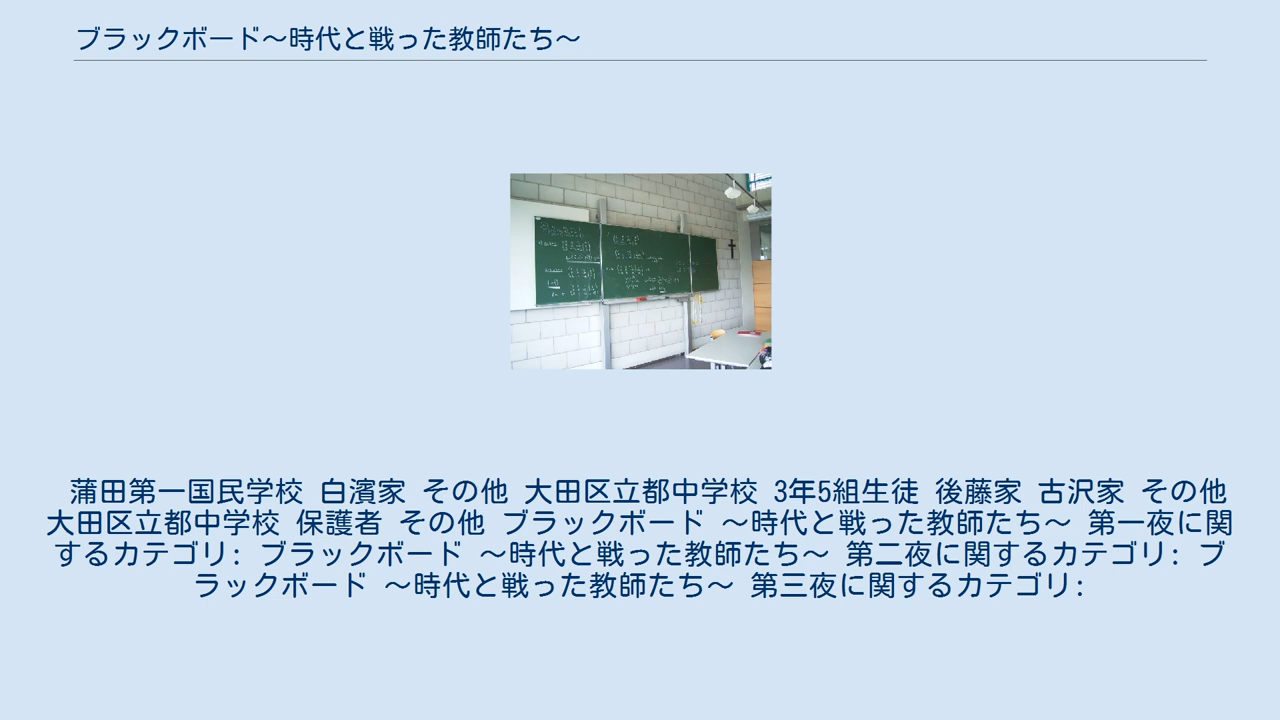 ブラックボード〜時代と戦った教師たち〜
蒲田第一国民学校 白濱家 その他 大田区立都中学校 3年5組生徒 後藤家 古沢家 その他
大田区立都中学校 保護者 その他 ブラックボード 〜時代と戦った教師たち〜 第一夜に関
するカテゴリ: ブラックボード 〜時代と戦った教師たち〜 第二夜に関するカテゴリ: ブ
ラックボード 〜時代と戦った教師たち〜 第三夜に関するカテゴリ: